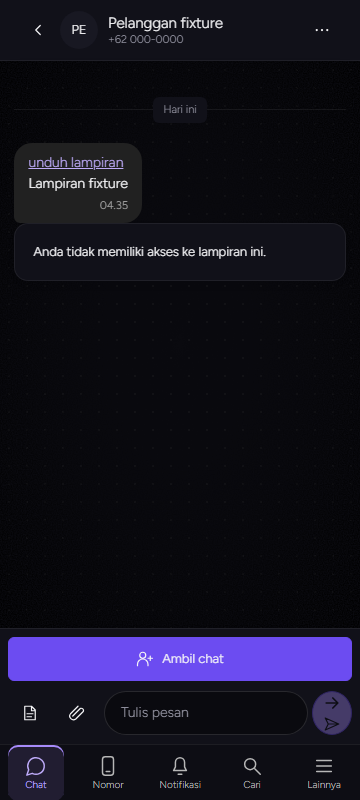 PE
Pelanggan fixture
+62 000-0000
Hari ini
unduh lampiran
Lampiran fixture
04.35
Anda tidak memiliki akses ke lampiran ini.
Ambil chat
Tulis pesan
Chat
Nomor
Notifikasi
Cari
Lainnya